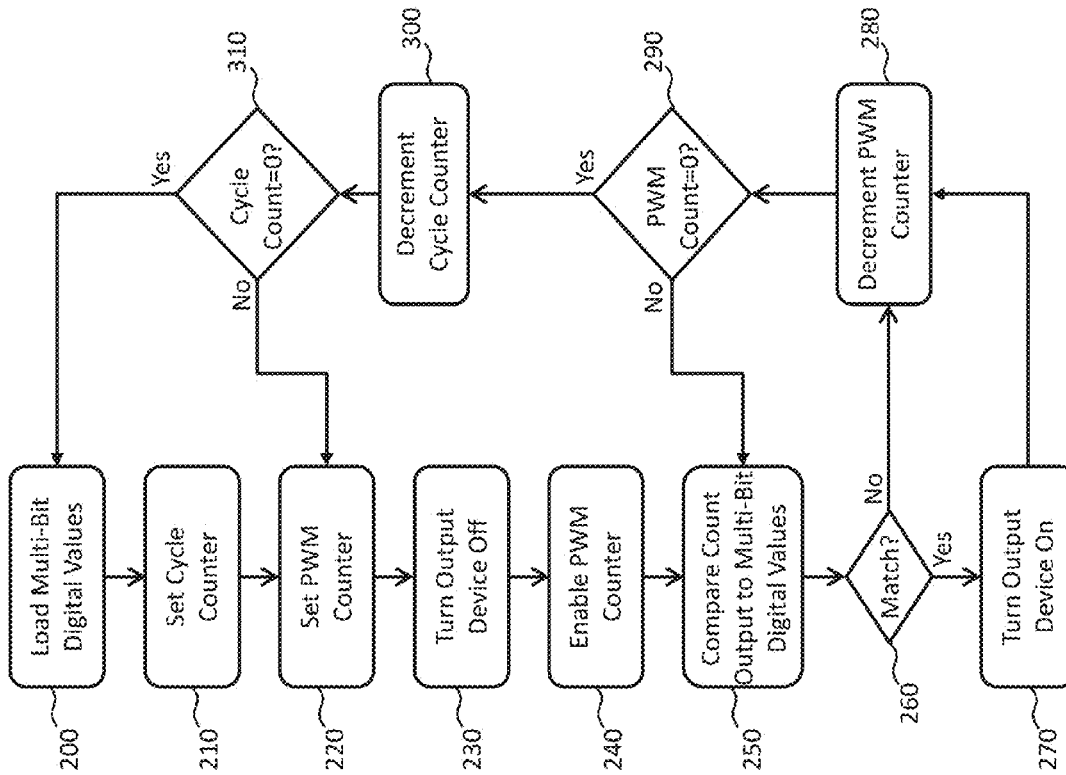 200
Load Multi-Bit
Digital Values
210
Set Cycle
Counter
220
Set PWM
Counter
230
Turn Output
Device Off
240
Enable PWM
Counter
250
Compare Count
Output to Multi-Bit
Digital Values
260
Match?
No
Yes
270
Turn Output
Device On
280
Decrement PWM
Counter
290
PWM
Count=0?
No
Yes
300
Decrement
Cycle Counter
310
Cycle
Count=0?
No
Yes